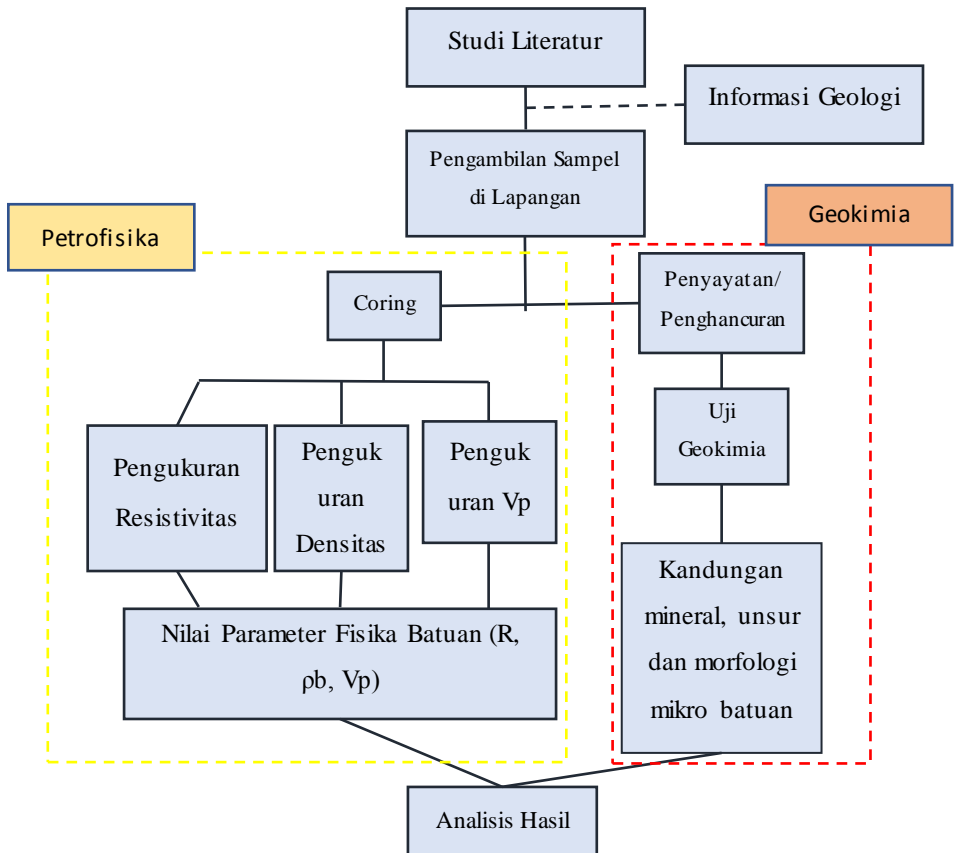 Studi Literatur
Informasi Geologi
Pengambilan Sampel
di Lapangan
Petrofisika
Geokimia
Coring
Penyayatan/
Penghancuran
Pengukuran
Resistivitas
Penguk
uran
Densitas
Penguk
uran Vp
Uji
Geokimia
Nilai Parameter Fisika Batuan (R,
ρb, Vp)
Kandungan
mineral, unsur
dan morfologi
mikro batuan
Analisis Hasil